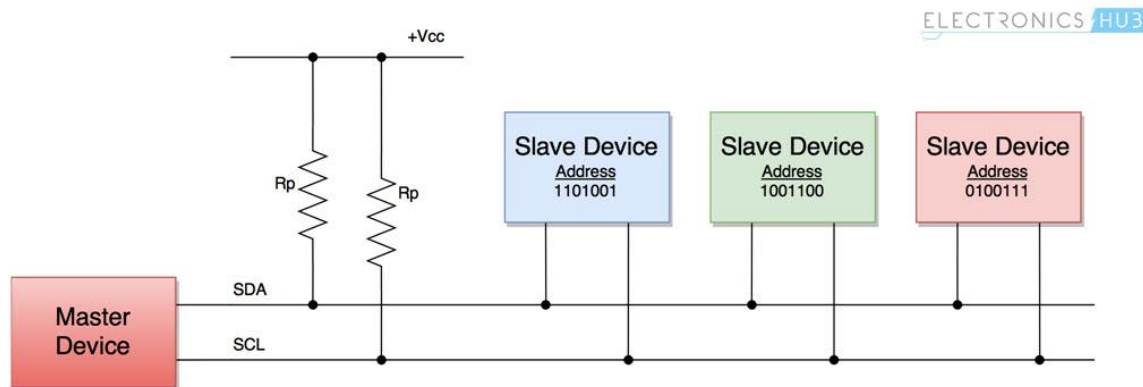 ELECTRONICS HUB
+Vcc
Rp
Rp
Slave Device
Address
1101001
Slave Device
Address
1001100
Slave Device
Address
0100111
SDA
SCL
Master
Device